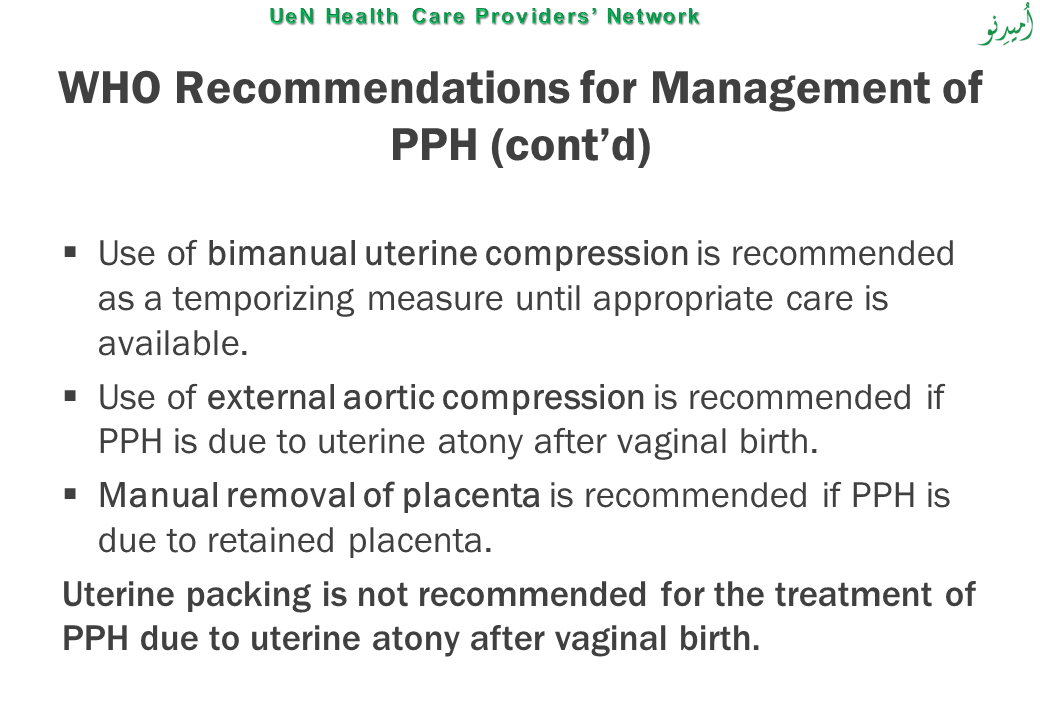 UeN Health Care Providers’ Network
اُمیدِنو
WHO Recommendations for Management of
PPH (cont’d)
▪ Use of bimanual uterine compression is recommended
as a temporizing measure until appropriate care is
available.
▪ Use of external aortic compression is recommended if
PPH is due to uterine atony after vaginal birth.
▪ Manual removal of placenta is recommended if PPH is
due to retained placenta.
Uterine packing is not recommended for the treatment of
PPH due to uterine atony after vaginal birth.